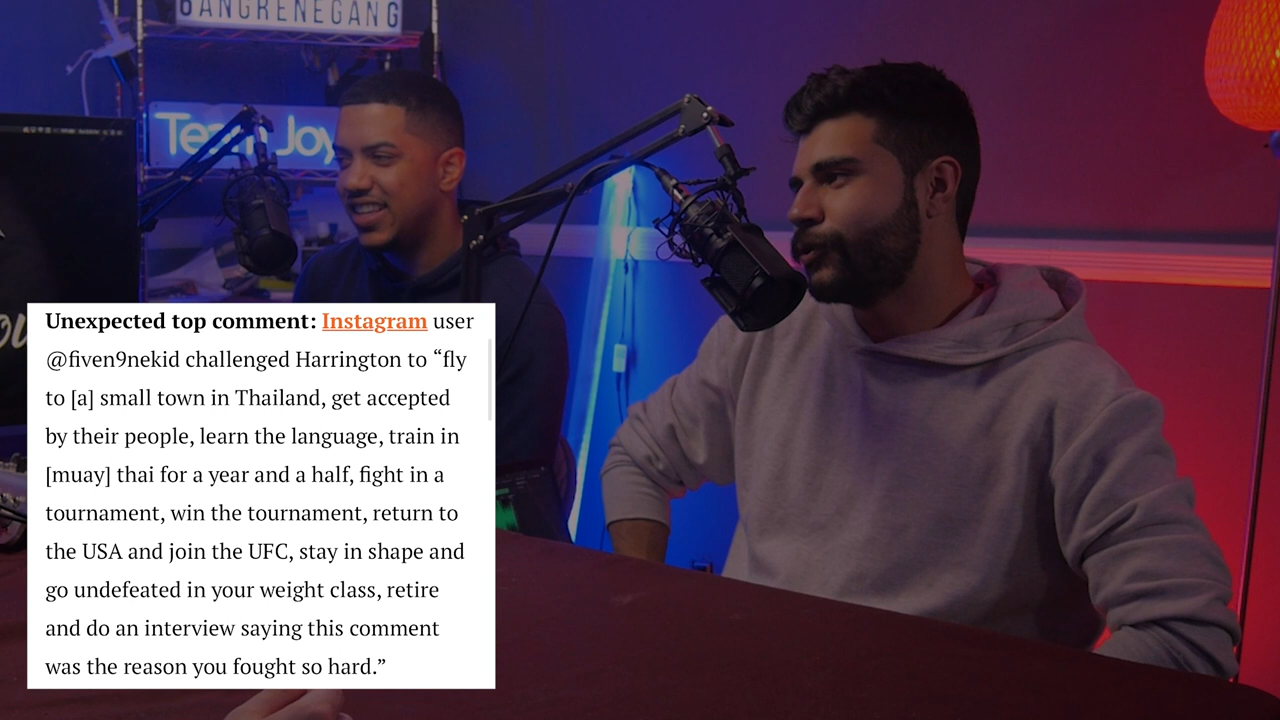 GANGRENEGANG
Team Joy
Unexpected top comment: Instagram user
@fiven9nekid challenged Harrington to “fly
to [a] small town in Thailand, get accepted
by their people, learn the language, train in
[muay] thai for a year and a half, fight in a
tournament, win the tournament, return to
the USA and join the UFC, stay in shape and
go undefeated in your weight class, retire
and do an interview saying this comment
was the reason you fought so hard.”